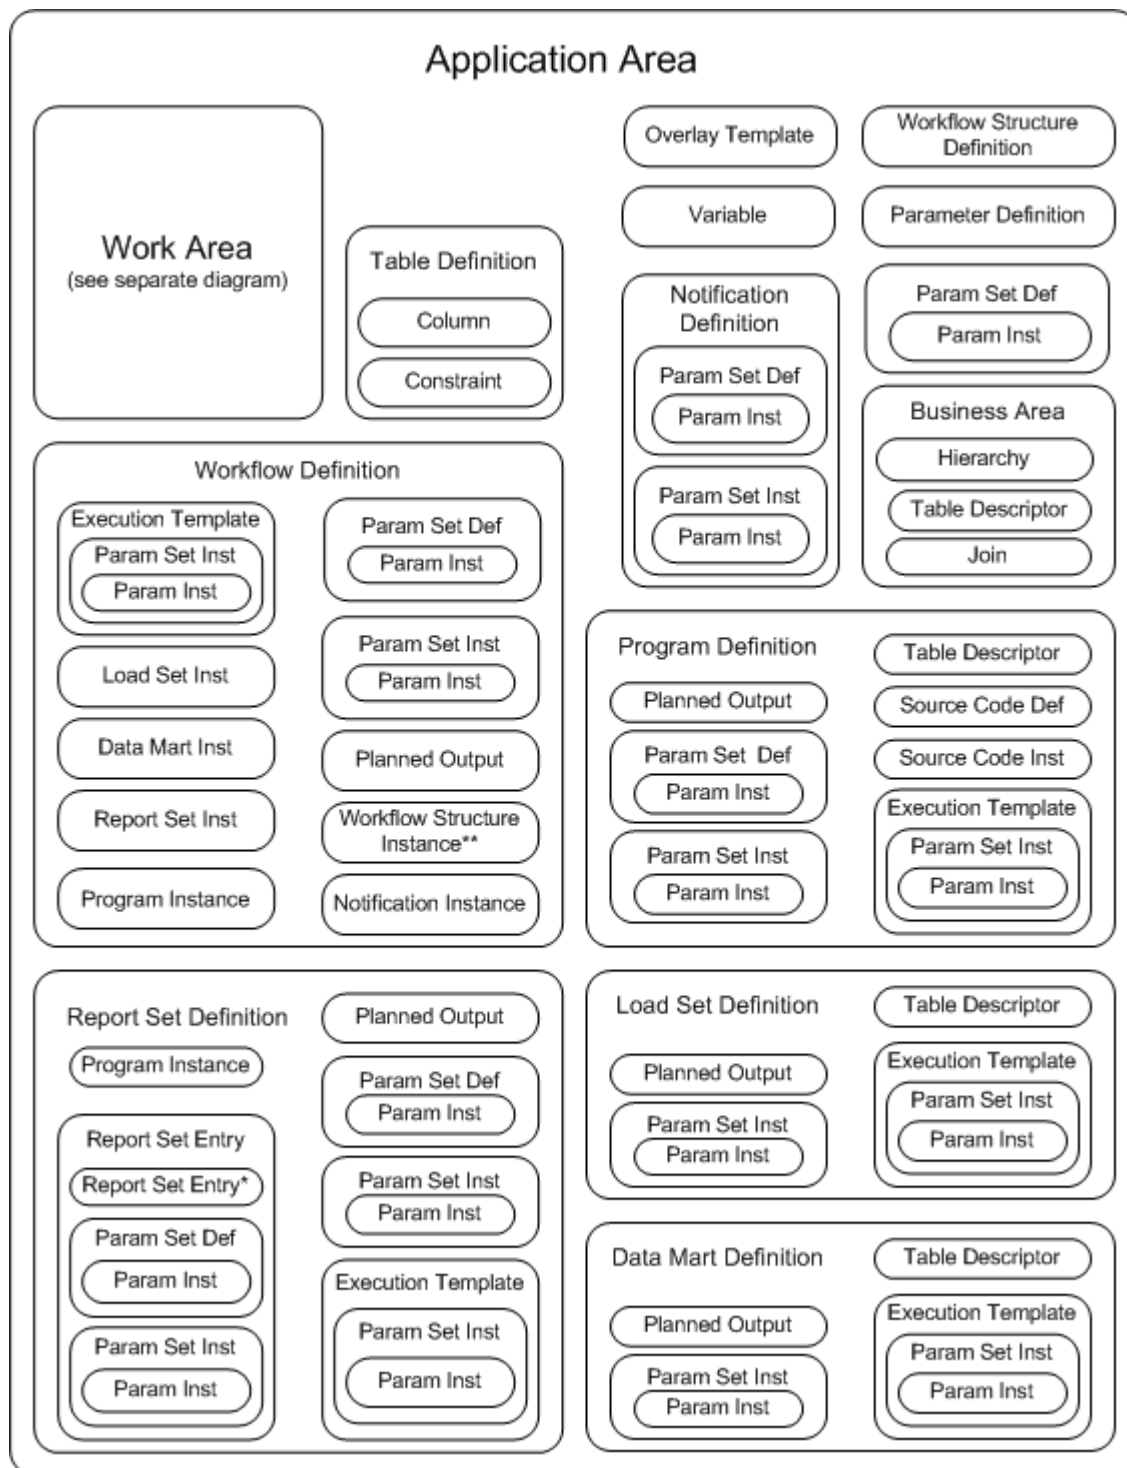 Application Area
Work Area
(see separate diagram)
Table Definition
Column
Constraint
Overlay Template
Workflow Structure
Definition
Variable
Parameter Definition
Notification
Definition
Param Set Def
Param Inst
Param Set Inst
Param Inst
Param Set Def
Param Inst
Business Area
Hierarchy
Table Descriptor
Join
Workflow Definition
Execution Template
Param Set Inst
Param Inst
Load Set Inst
Data Mart Inst
Report Set Inst
Program Instance
Param Set Def
Param Inst
Param Set Inst
Param Inst
Planned Output
Workflow Structure
Instance**
Notification Instance
Program Definition
Planned Output
Param Set Def
Param Inst
Param Set Inst
Param Inst
Table Descriptor
Source Code Def
Source Code Inst
Execution Template
Param Set Inst
Param Inst
Report Set Definition
Program Instance
Report Set Entry
Report Set Entry*
Param Set Def
Param Inst
Param Set Inst
Param Inst
Planned Output
Param Set Def
Param Inst
Param Set Inst
Param Inst
Execution Template
Param Set Inst
Param Inst
Load Set Definition
Planned Output
Param Set Inst
Param Inst
Table Descriptor
Execution Template
Param Set Inst
Param Inst
Data Mart Definition
Planned Output
Param Set Inst
Param Inst
Table Descriptor
Execution Template
Param Set Inst
Param Inst